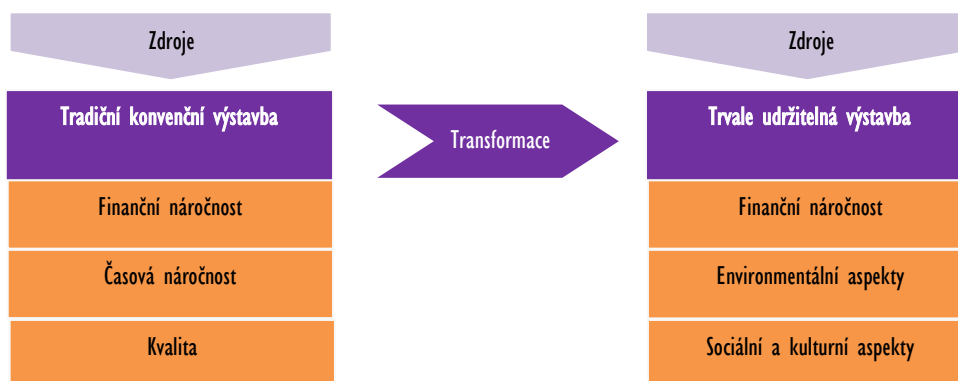 Zdroje
Tradiční konvenční výstavba
Finanční náročnost
Časová náročnost
Kvalita
Transformace
Zdroje
Trvale udržitelná výstavba
Finanční náročnost
Environmentální aspekty
Sociální a kulturní aspekty